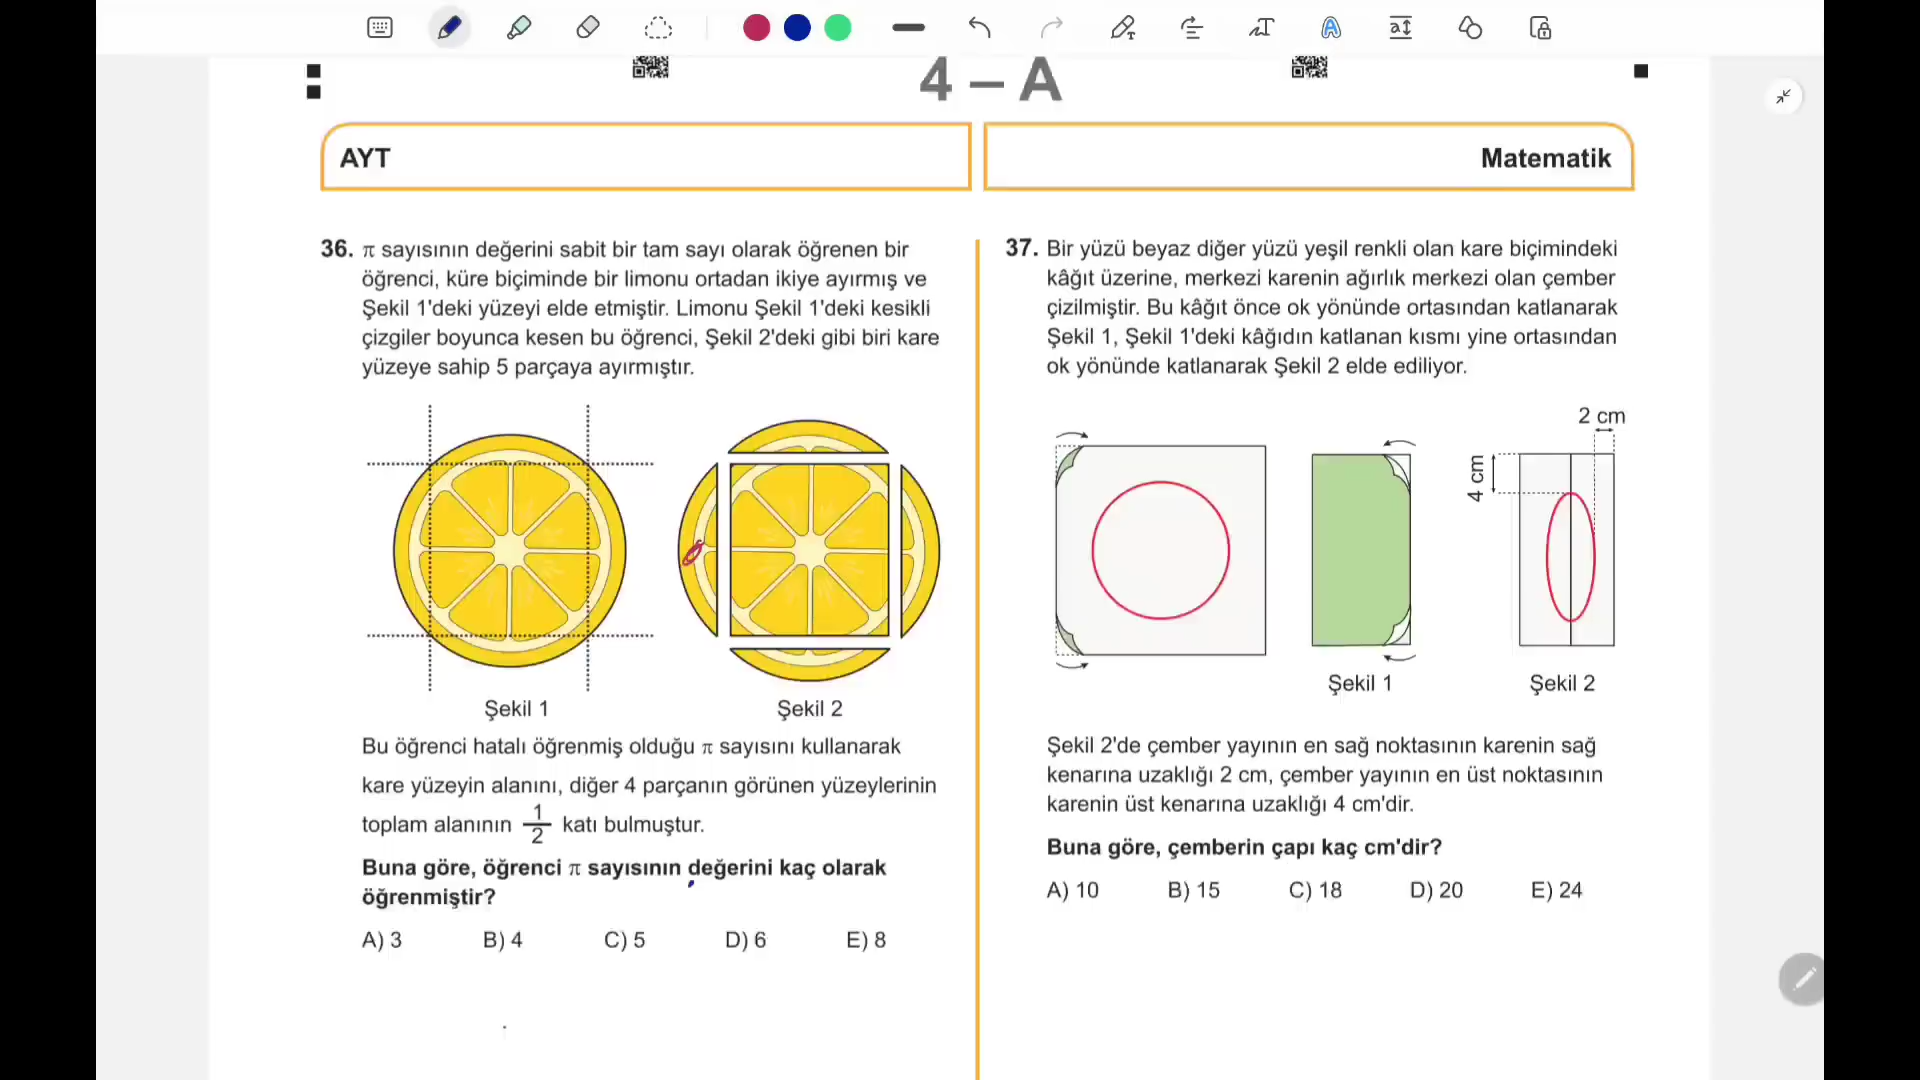 4 – A
AYT
Matematik
36. π sayısının değerini sabit bir tam sayı olarak öğrenen bir
öğrenci, küre biçiminde bir limonu ortadan ikiye ayırmış ve
Şekil 1'deki yüzeyi elde etmiştir. Limonu Şekil 1'deki kesikli
çizgiler boyunca kesen bu öğrenci, Şekil 2'deki gibi biri kare
yüzeye sahip 5 parçaya ayırmıştır.
Şekil 1
Şekil 2
Bu öğrenci hatalı öğrenmiş olduğu π sayısını kullanarak
kare yüzeyin alanını, diğer 4 parçanın görünen yüzeylerinin
toplam alanının 1/2 katı bulmuştur.
Buna göre, öğrenci π sayısının değerini kaç olarak
öğrenmiştir?
A) 3 B) 4 C) 5 D) 6 E) 8
37. Bir yüzü beyaz diğer yüzü yeşil renkli olan kare biçimindeki
kâğıt üzerine, merkezi karenin ağırlık merkezi olan çember
çizilmiştir. Bu kâğıt önce ok yönünde ortasından katlanarak
Şekil 1, Şekil 1'deki kâğıdın katlanan kısmı yine ortasından
ok yönünde katlanarak Şekil 2 elde ediliyor.
2 cm
4 cm
Şekil 1
Şekil 2
Şekil 2'de çember yayının en sağ noktasının karenin sağ
kenarına uzaklığı 2 cm, çember yayının en üst noktasının
karenin üst kenarına uzaklığı 4 cm'dir.
Buna göre, çemberin çapı kaç cm'dir?
A) 10 B) 15 C) 18 D) 20 E) 24